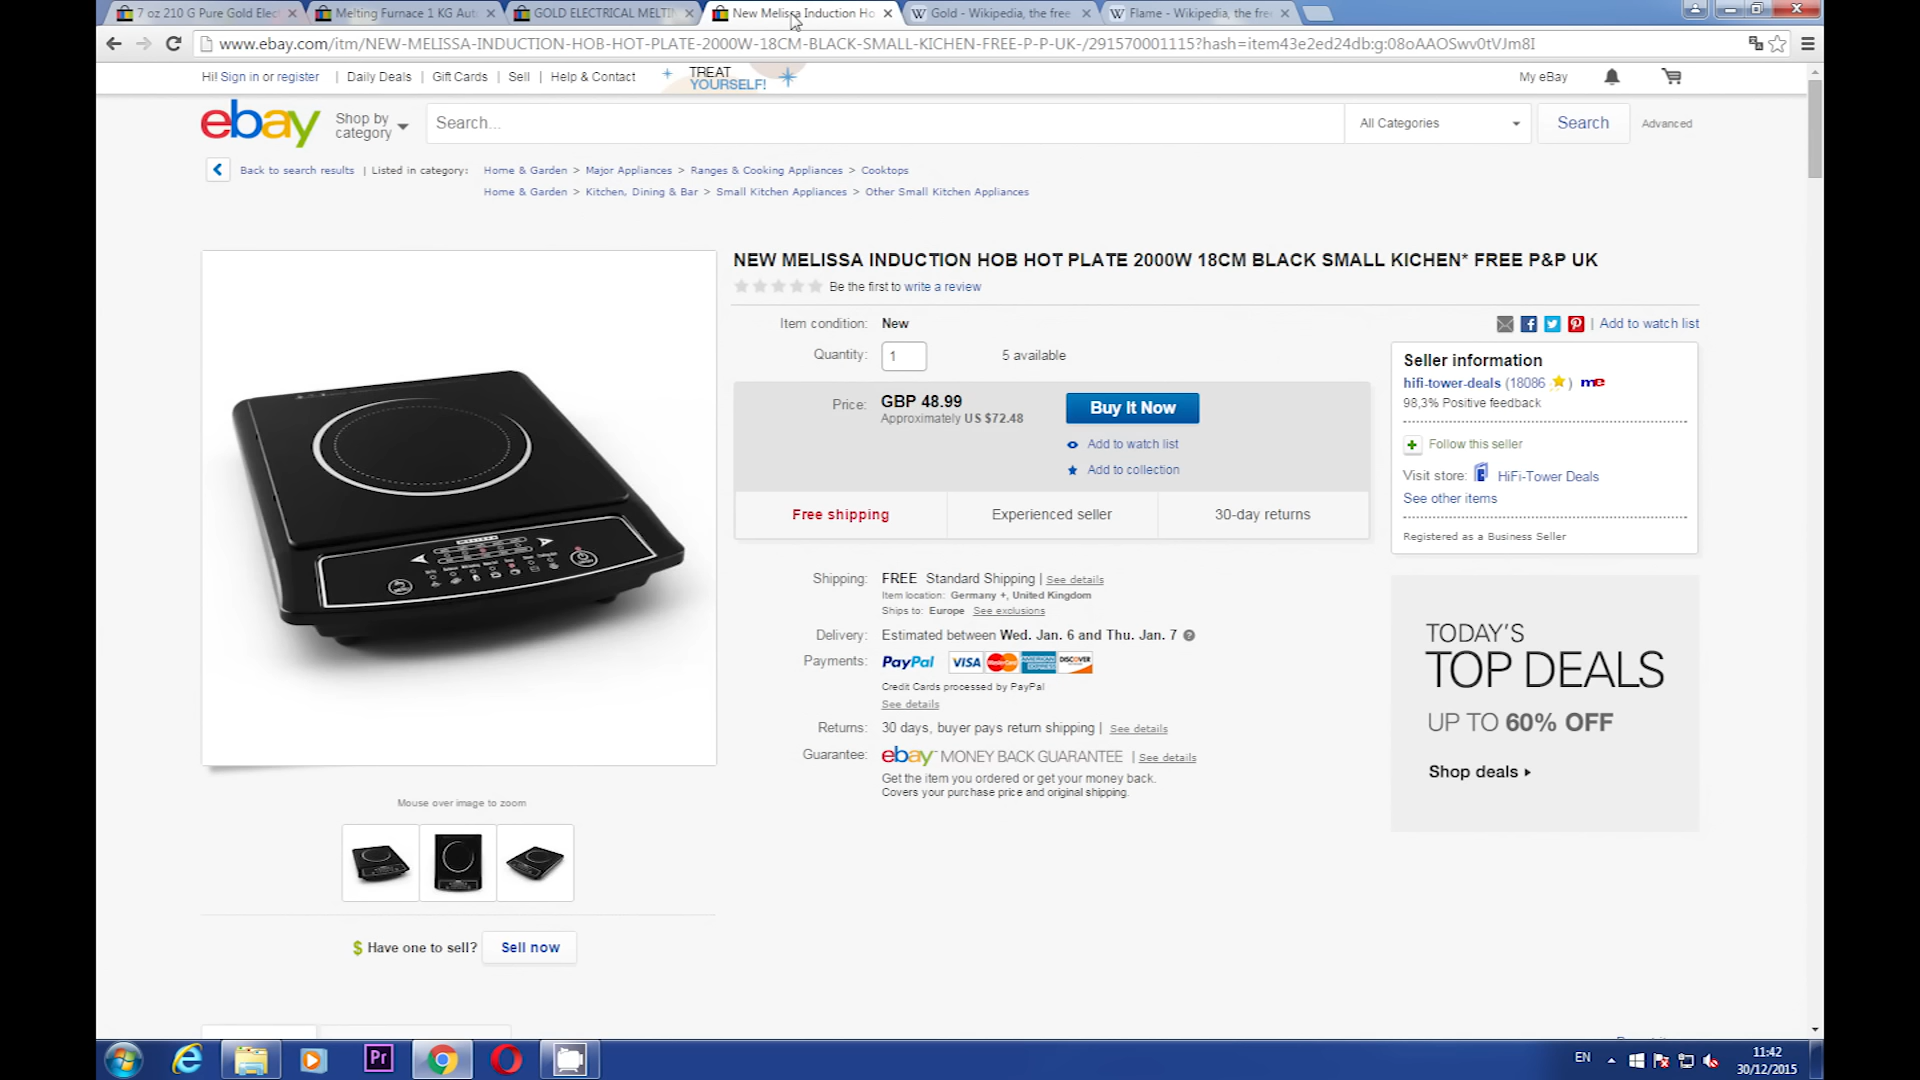 7 oz 210 G Pure Gold Elec
Melting Furnace 1 KG Aut
GOLD ELECTRICAL MELTI
New Melissa Induction Ho
Gold - Wikipedia, the free
Flame - Wikipedia, the fre
www.ebay.com/itm/NEW-MELISSA-INDUCTION-HOB-HOT-PLATE-2000W-18CM-BLACK-SMALL-KICHEN-FREE-P-P-UK-/291570001115?hash=item43e2ed24db:g:08oAAOSwv0tVJm8I
Hi! Sign in or register | Daily Deals | Gift Cards | Sell | Help & Contact
TREAT
YOURSELF!
My eBay
ebay
Shop by
category
Search...
All Categories
Search
Advanced
Back to search results | Listed in category:
Home & Garden > Major Appliances > Ranges & Cooking Appliances > Cooktops
Home & Garden > Kitchen, Dining & Bar > Small Kitchen Appliances > Other Small Kitchen Appliances
NEW MELISSA INDUCTION HOB HOT PLATE 2000W 18CM BLACK SMALL KICHEN* FREE P&P UK
Be the first to write a review
Item condition: New
Quantity: 1
5 available
Price: GBP 48.99
Approximately US $72.48
Buy It Now
Add to watch list
Add to collection
Free shipping
Experienced seller
30-day returns
Shipping: FREE Standard Shipping | See details
Item location: Germany +, United Kingdom
Ships to: Europe See exclusions
Delivery: Estimated between Wed. Jan. 6 and Thu. Jan. 7
Payments: PayPal VISA MasterCard AMERICAN EXPRESS DISCOVER
Credit Cards processed by PayPal
See details
Returns: 30 days, buyer pays return shipping | See details
Guarantee: ebay MONEY BACK GUARANTEE | See details
Get the item you ordered or get your money back.
Covers your purchase price and original shipping.
| Add to watch list
Seller information
hifi-tower-deals (18086 ) me
98,3% Positive feedback
Follow this seller
Visit store: HiFi-Tower Deals
See other items
Registered as a Business Seller
TODAY'S
TOP DEALS
UP TO 60% OFF
Shop deals
MELISSA
Mouse over image to zoom
$ Have one to sell? Sell now
Pr
EN
11:42
30/12/2015